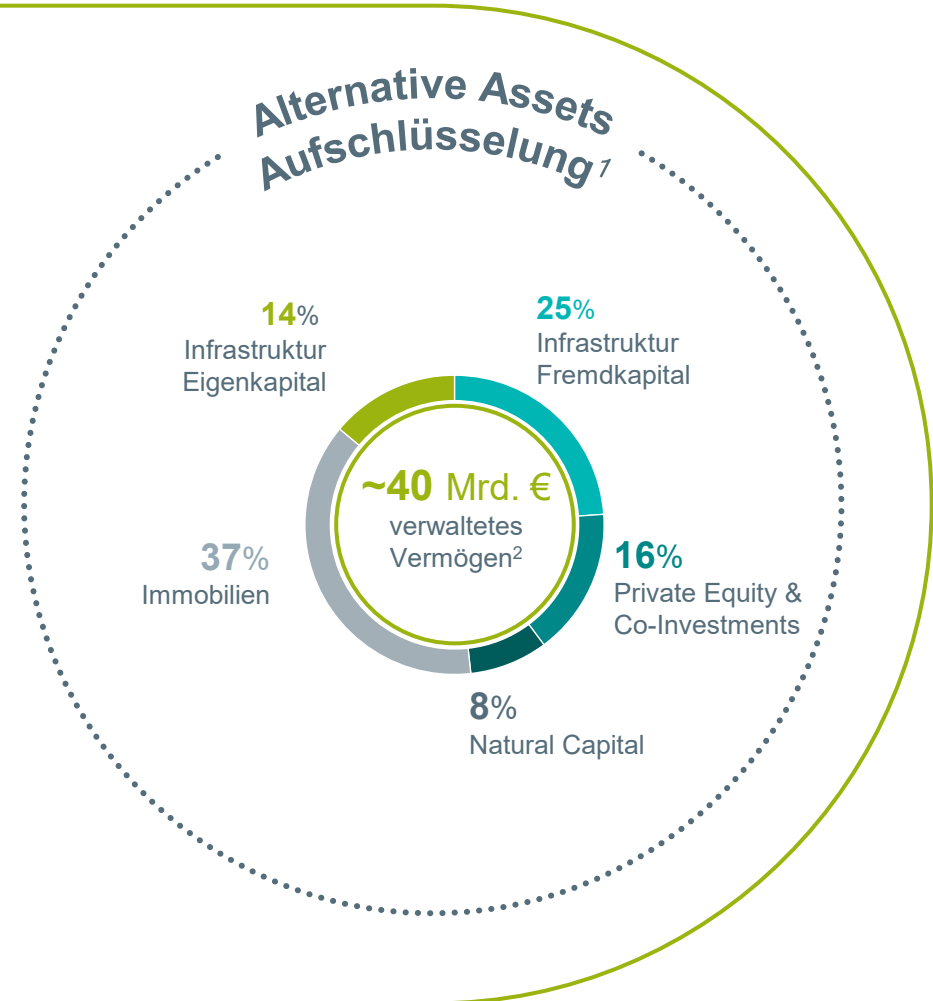 Alternative Assets
Aufschlüsselung¹
14%
Infrastruktur
Eigenkapital
25%
Infrastruktur
Fremdkapital
~40 Mrd. €
verwaltetes
Vermögen²
37%
Immobilien
16%
Private Equity &
Co-Investments
8%
Natural Capital